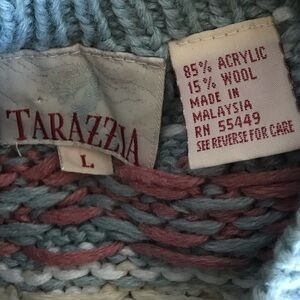 TARAZZIA
L
85% ACRYLIC
15% WOOL
MADE IN
MALAYSIA
RN 55449
SEE REVERSE FOR CARE